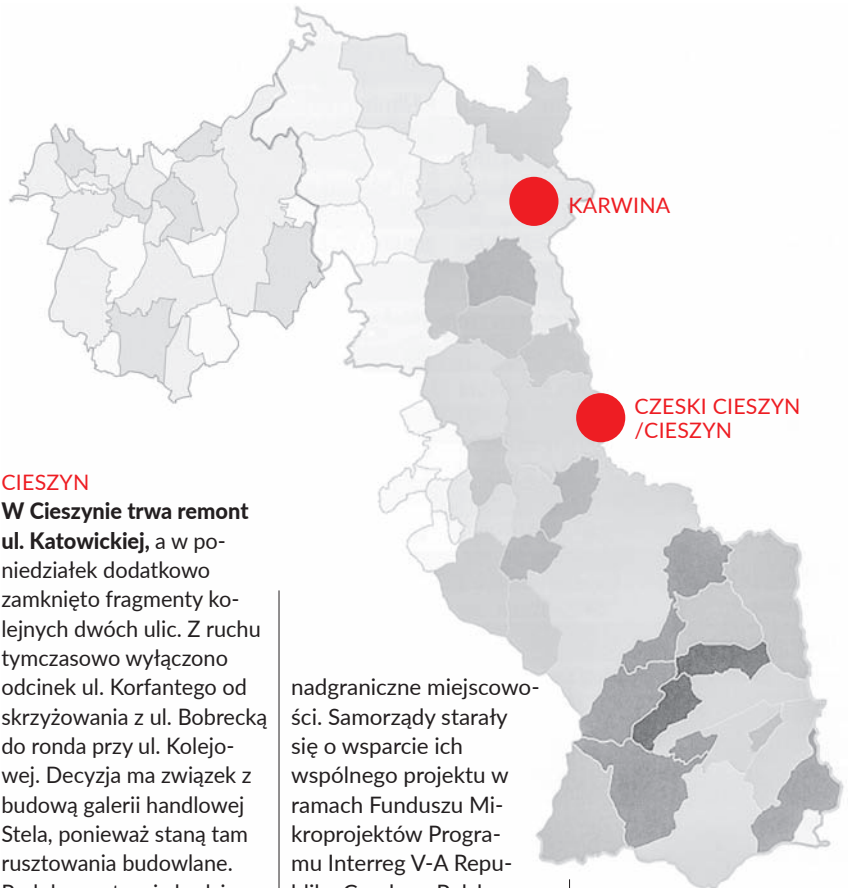 KARWINA
CZESKI CIESZYN
/CIESZYN
CIESZYN
W Cieszynie trwa remont
ul. Katowickiej, a w po-
niedziałek dodatkowo
zamknięto fragmenty ko-
lejnych dwóch ulic. Z ruchu
tymczasowo wyłączono
odcinek ul. Korfantego od
skrzyżowania z ul. Bobrecką
do ronda przy ul. Kolejo-
wej. Decyzja ma związek z
budową galerii handlowej
Stela, ponieważ staną tam
rusztowania budowlane.
nadgraniczne miejscowo-
ści. Samorządy starały
się o wsparcie ich
wspólnego projektu w
ramach Funduszu Mi-
kroprojektów Progra-
mu Interreg V-A Repu-